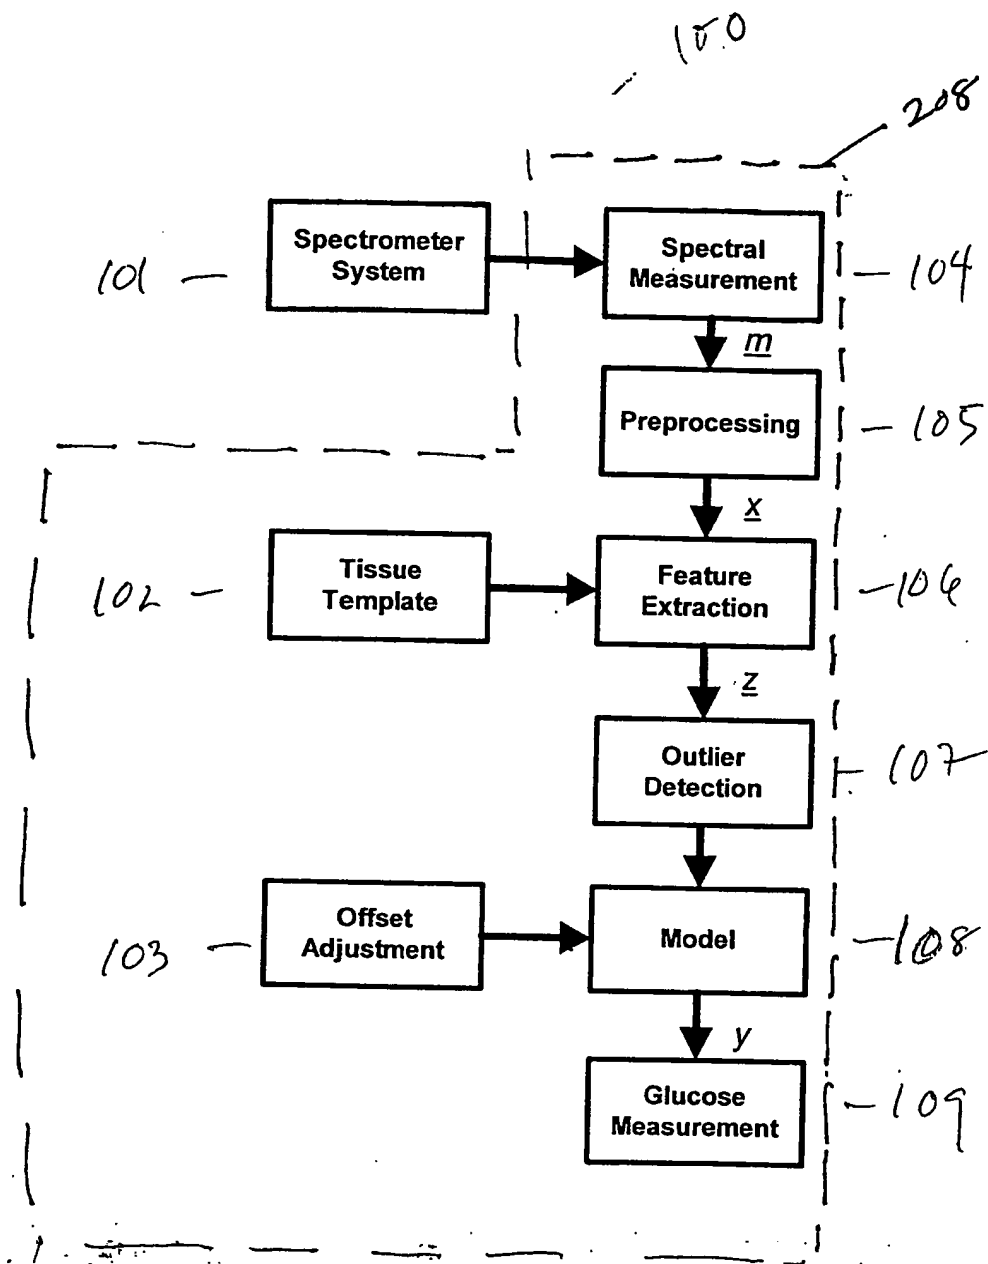 100
208
Spectrometer
System
Spectral
Measurement
101
104
m
Preprocessing
105
x
Tissue
Template
Feature
Extraction
102
106
z
Outlier
Detection
107
Offset
Adjustment
Model
103
108
y
Glucose
Measurement
109